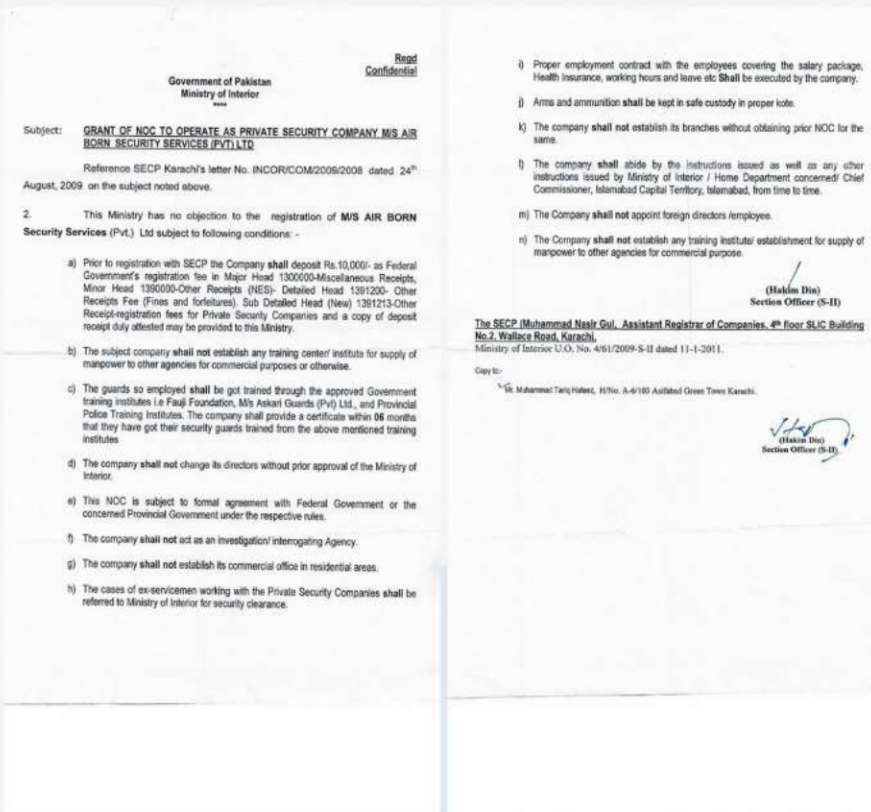 Regd
Confidential
Government of Pakistan
Ministry of Interior
****
Subject: GRANT OF NOC TO OPERATE AS PRIVATE SECURITY COMPANY M/S AIR
BORN SECURITY SERVICES (PVT) LTD
Reference SECP Karachi's letter No. INCOR/COM/2009/2008 dated 24th
August, 2009 on the subject noted above.
2. This Ministry has no objection to the registration of M/S AIR BORN
Security Services (Pvt.) Ltd subject to following conditions: -
a) Prior to registration with SECP the Company shall deposit Rs.10,000/- as Federal
Government's registration fee in Major Head 1300000-Miscellaneous Receipts,
Minor Head 1390000-Other Receipts (NES)- Detailed Head 1391200- Other
Receipts Fee (Fines and forfeitures). Sub Detailed Head (New) 1391213-Other
Receipt-registration fees for Private Security Companies and a copy of deposit
receipt duly attested may be provided to this Ministry.
b) The subject company shall not establish any training center/ institute for supply of
manpower to other agencies for commercial purposes or otherwise.
c) The guards so employed shall be got trained through the approved Government
training institutes i.e Fauji Foundation, M/s Askari Guards (Pvt) Ltd., and Provincial
Police Training Institutes. The company shall provide a certificate within 06 months
that they have got their security guards trained from the above mentioned training
institutes
d) The company shall not change its directors without prior approval of the Ministry of
Interior.
e) This NOC is subject to formal agreement with Federal Government or the
concerned Provincial Government under the respective rules.
f) The company shall not act as an investigation/ interrogating Agency.
g) The company shall not establish its commercial office in residential areas.
h) The cases of ex-servicemen working with the Private Security Companies shall be
referred to Ministry of Interior for security clearance.
i) Proper employment contract with the employees covering the salary package,
Health Insurance, working hours and leave etc Shall be executed by the company.
j) Arms and ammunition shall be kept in safe custody in proper kote.
k) The company shall not establish its branches without obtaining prior NOC for the
same.
l) The company shall abide by the instructions issued as well as any other
instructions issued by Ministry of Interior / Home Department concerned/ Chief
Commissioner, Islamabad Capital Territory, Islamabad, from time to time.
m) The Company shall not appoint foreign directors /employee.
n) The Company shall not establish any training institute/ establishment for supply of
manpower to other agencies for commercial purpose.
(Hakim Din)
Section Officer (S-II)
The SECP (Muhammad Nasir Gul, Assistant Registrar of Companies, 4th floor SLIC Building
No.2, Wallace Road, Karachi.
Ministry of Interior U.O. No. 4/61/2009-S-II dated 11-1-2011.
Copy to:-
Mr. Muhammad Tariq Hafeez, H/No. A-6/103 Green Town Karachi.
(Hakim Din)
Section Officer (S-II)